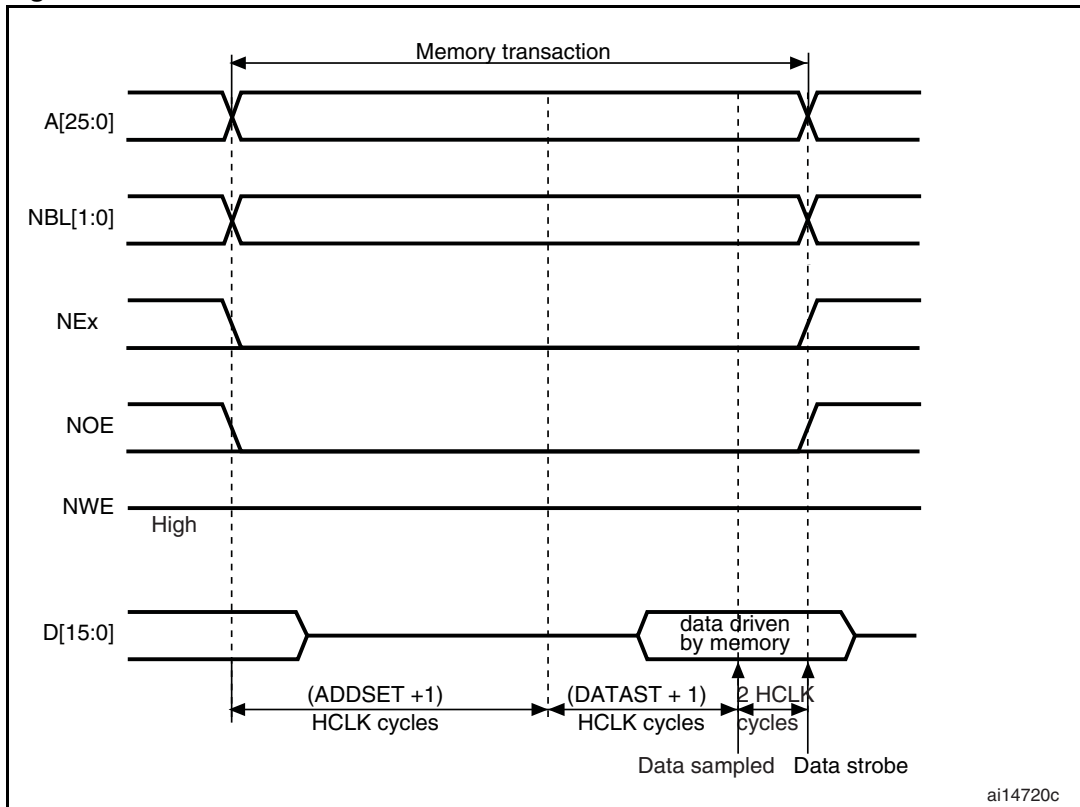 Memory transaction
A[25:0]
NBL[1:0]
NEx
NOE
NWE
High
D[15:0]
data driven
by memory
(ADDSET +1)
HCLK cycles
(DATAST + 1)
HCLK cycles
2 HCLK
cycles
Data sampled
Data strobe
ai14720c